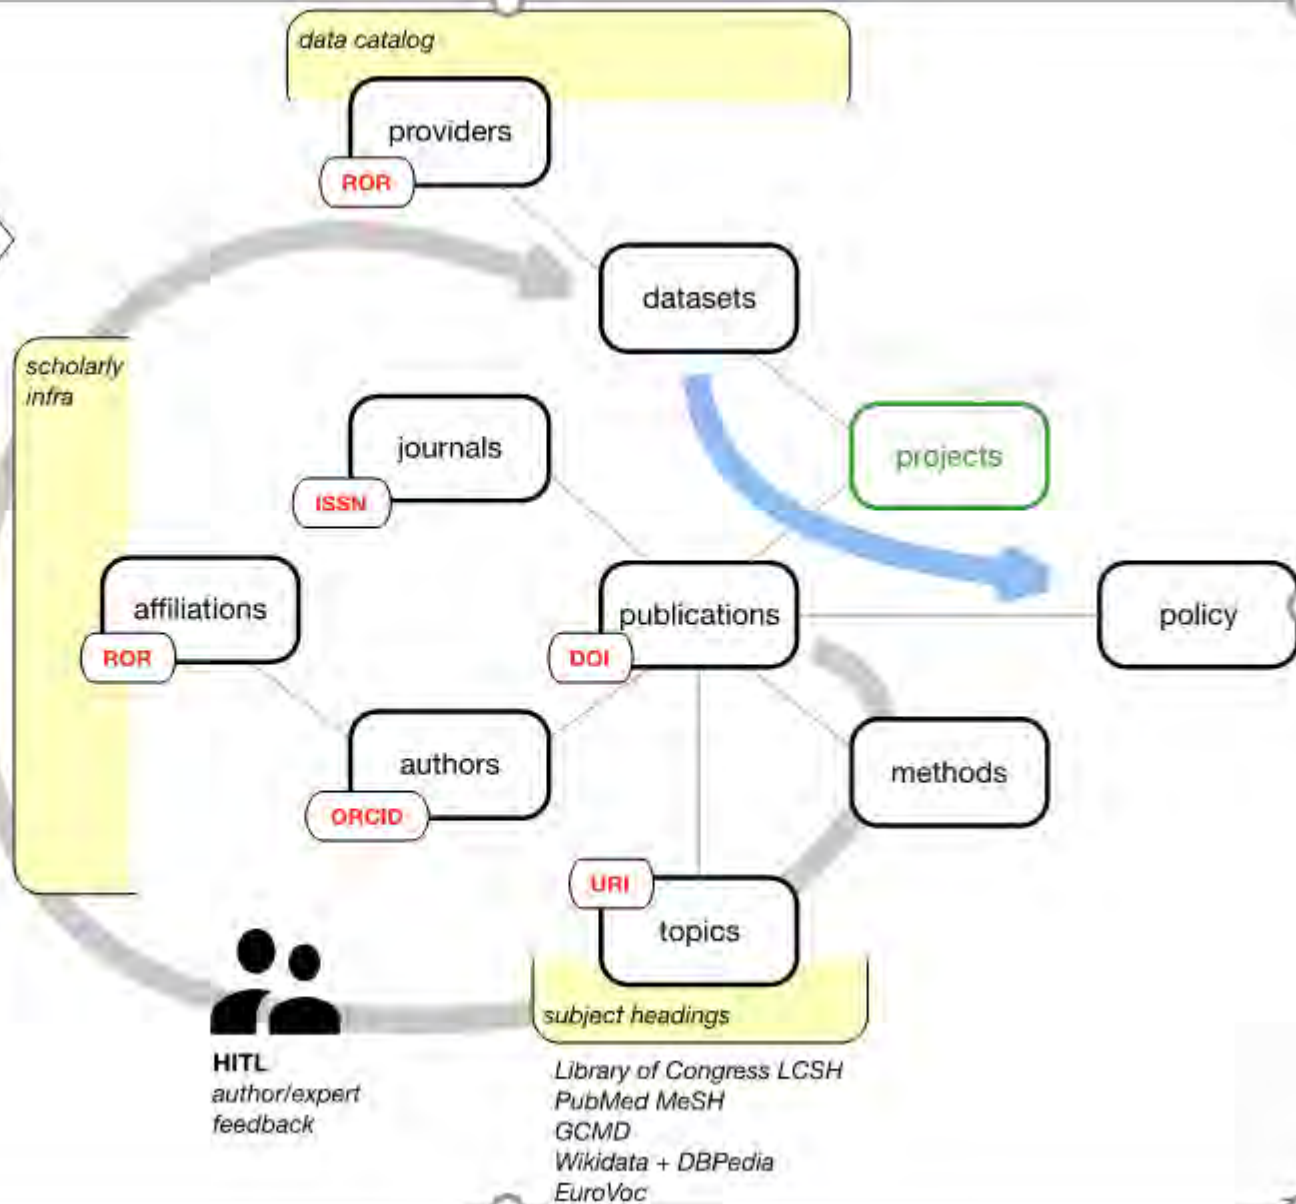 data catalog
providers
ROR
datasets
scholarly
infra
journals
ISSN
projects
affiliations
ROR
publications
DOI
policy
authors
ORCID
methods
URI
topics
subject headings
HITL
author/expert
feedback
Library of Congress LCSH
PubMed MeSH
GCMD
Wikidata + DBPedia
EuroVoc